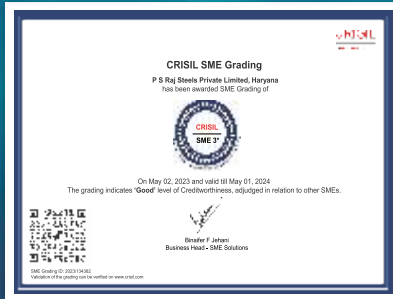 CRISIL
CRISIL SME Grading
P S Raj Steels Private Limited, Haryana
has been awarded SME Grading of
CRISIL
SME 3*
On May 02, 2023 and valid till May 01, 2024
The grading indicates 'Good' level of Creditworthiness, adjudged in relation to other SMEs.
Binaifer F Jehani
Business Head - SME Solutions
SME Grading ID: 2023/134382
Validation of the grading can be verified on www.crisil.com